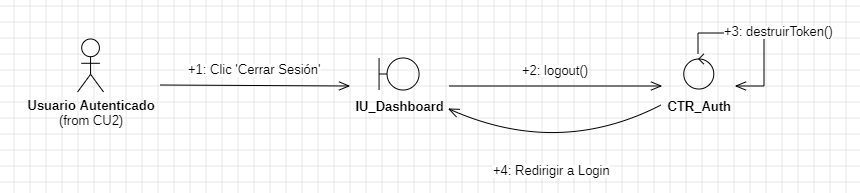 +3: destruirToken()
+1: Clic 'Cerrar Sesión'
+2: logout()
Usuario Autenticado
(from CU2)
IU_Dashboard
CTR_Auth
+4: Redirigir a Login